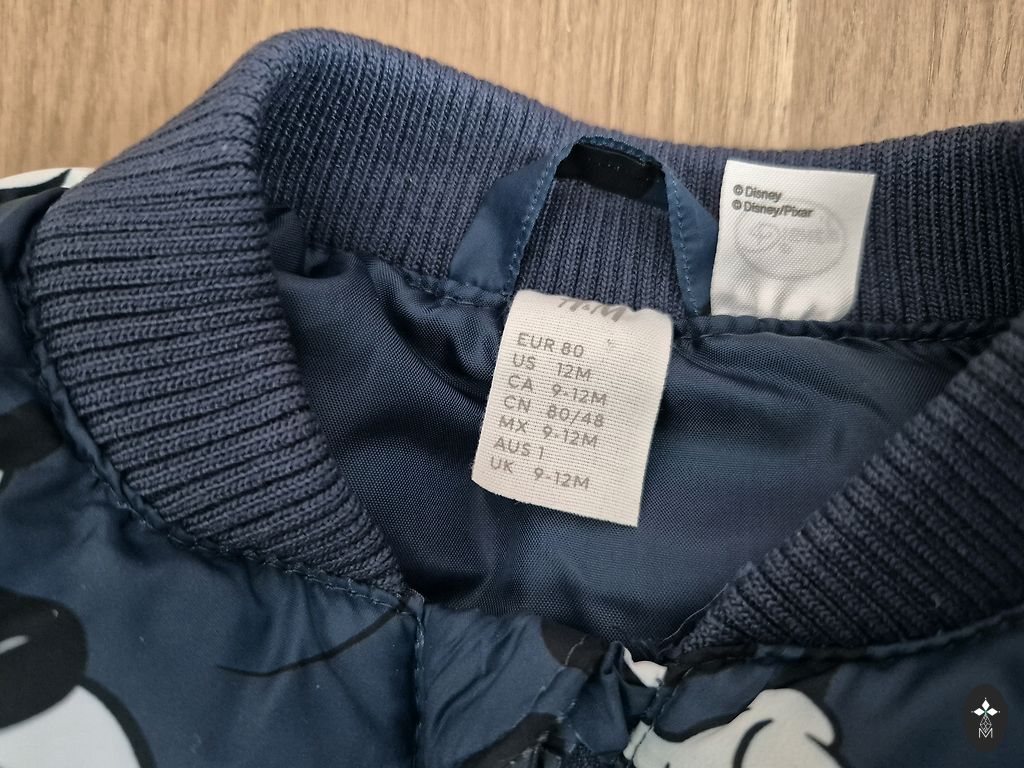 H&M
EUR 80
US 12M
CA 9-12M
CN 80/48
MX 9-12M
AUS 1
UK 9-12M
© Disney
© Disney/Pixar
M